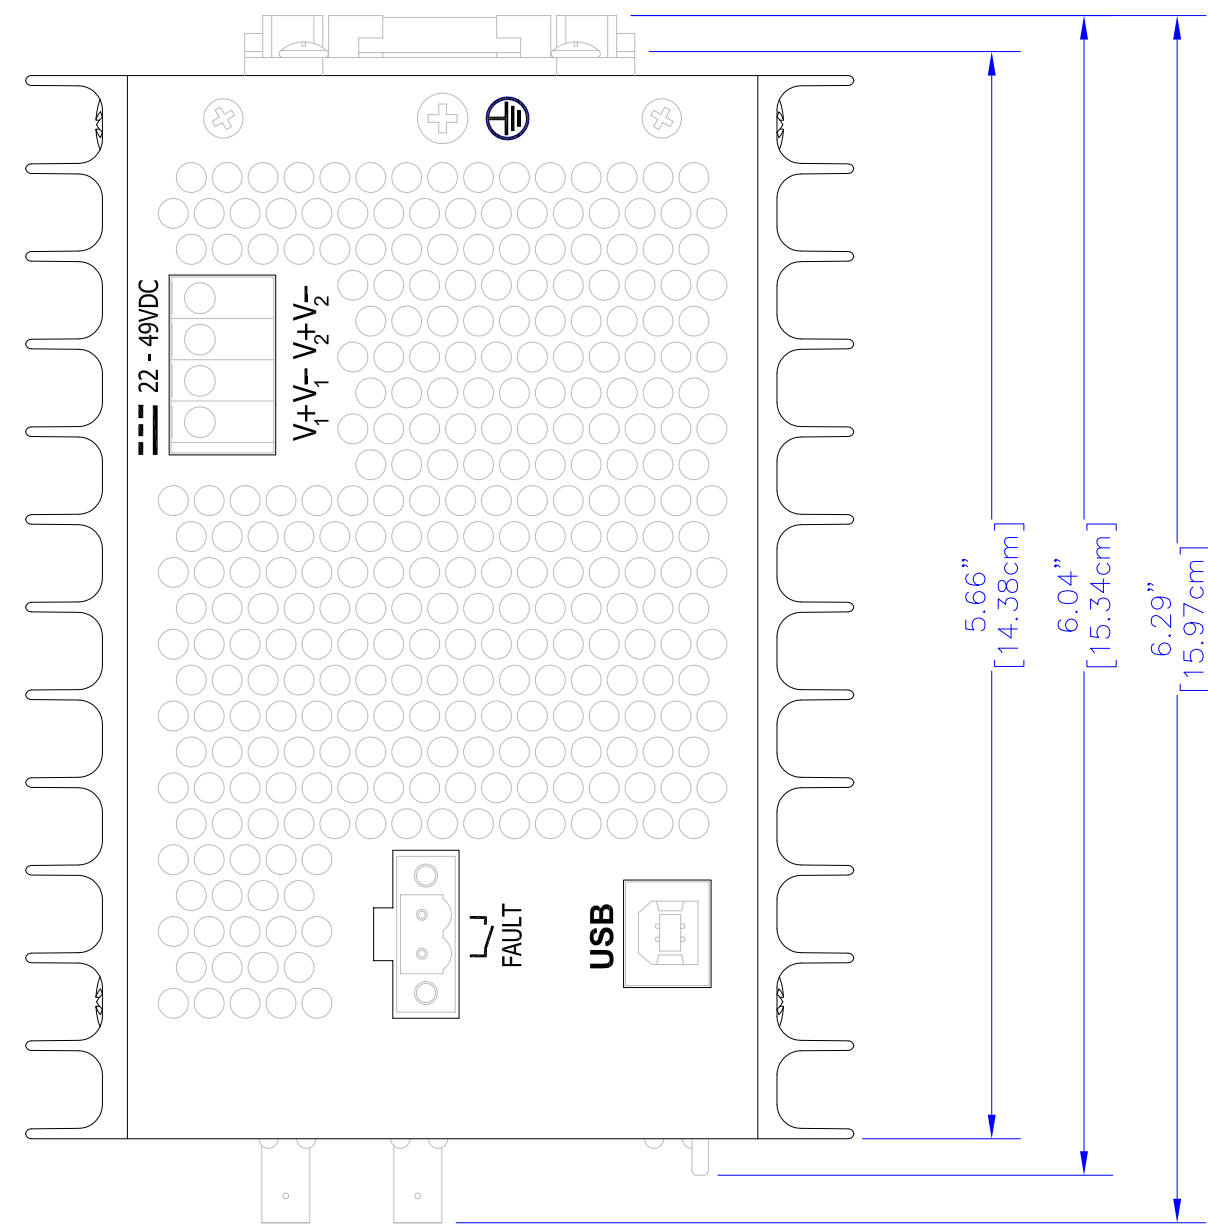 22 - 49VDC
V1+V1- V2+V2-
FAULT
USB
5.66"
[14.38cm]
6.04"
[15.34cm]
6.29"
[15.97cm]